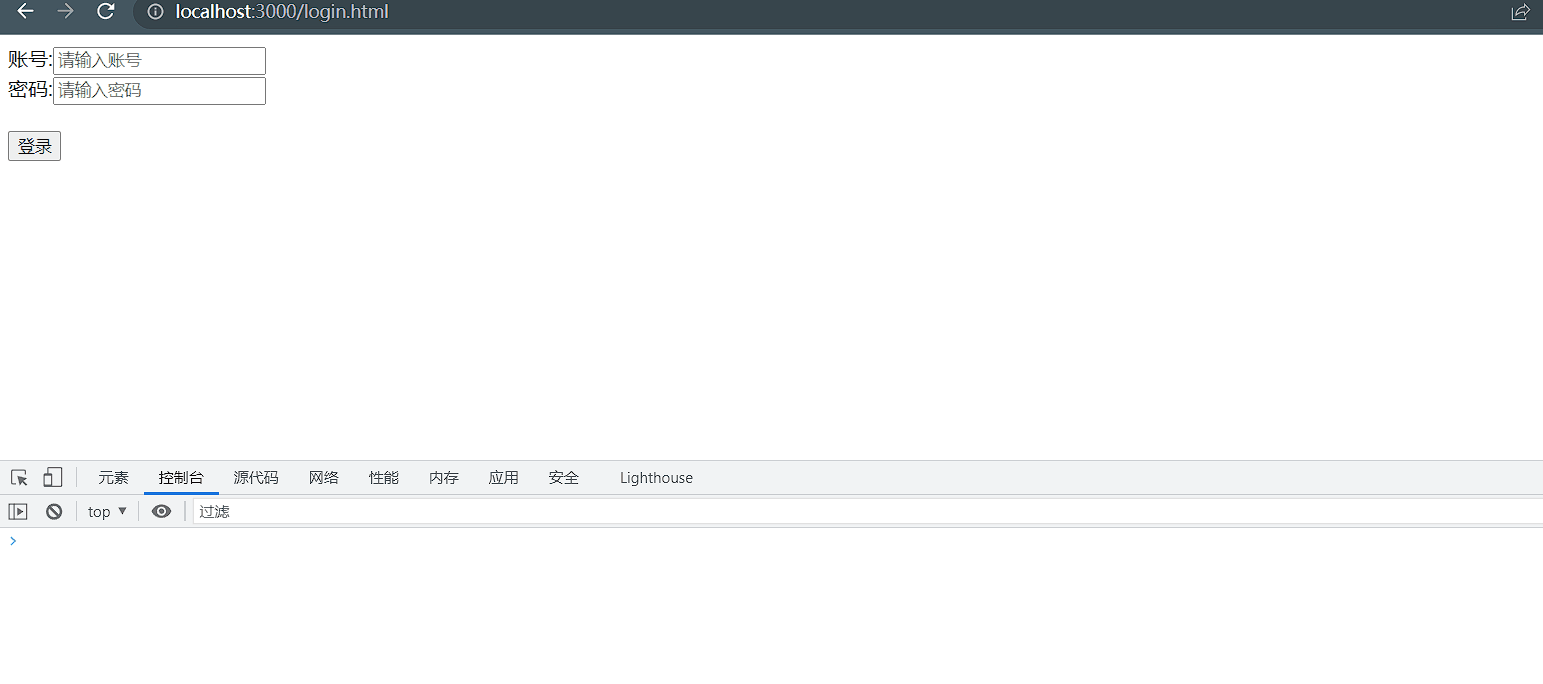 localhost:3000/login.html
账号:请输入账号
密码:请输入密码
登录
元素 控制台 源代码 网络 性能 内存 应用 安全 Lighthouse
top ▼ 过滤
>